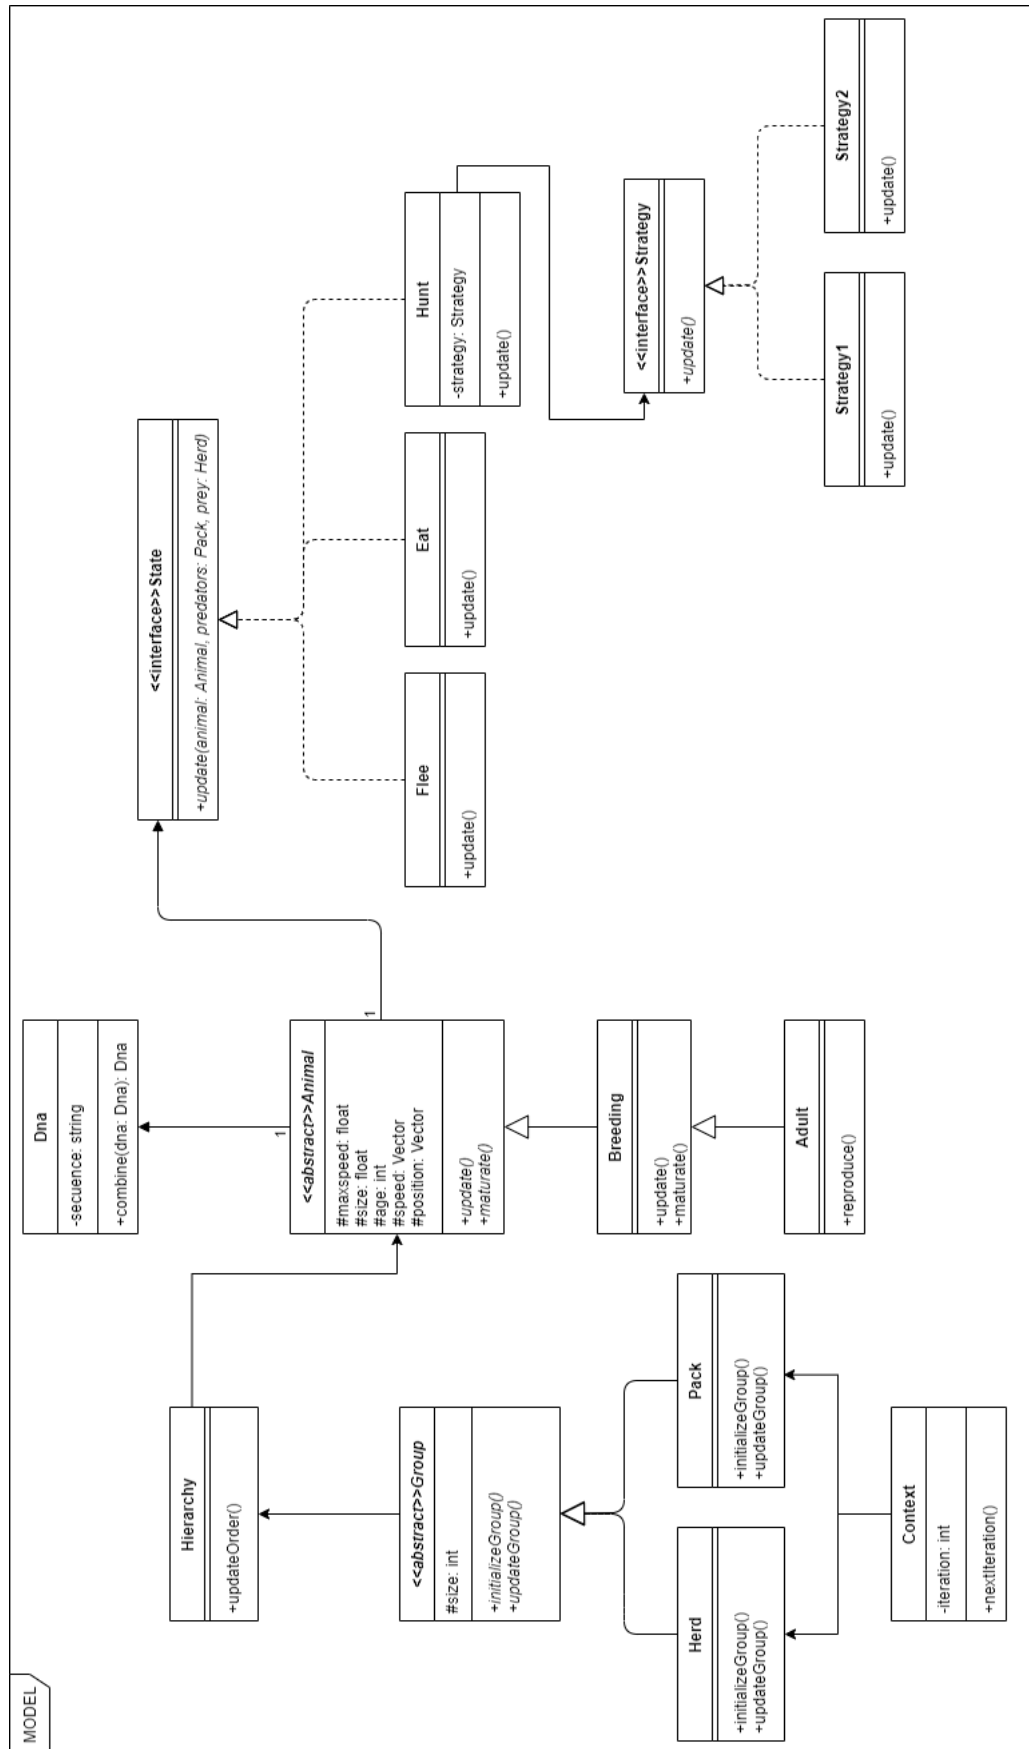 MODEL
Hierarchy
+updateOrder()
<<abstract>>Group
#size: int
+initializeGroup()
+updateGroup()
Herd
+initializeGroup()
+updateGroup()
Pack
+initializeGroup()
+updateGroup()
Context
-iteration: int
+nextIteration()
Dna
-secuence: string
+combine(dna: Dna): Dna
1
<<abstract>>Animal
#maxspeed: float
#size: float
#age: int
#speed: Vector
#position: Vector
+update()
+maturate()
1
Breeding
+update()
+maturate()
Adult
+reproduce()
<<interface>>State
+update(animal: Animal, predators: Pack, prey: Herd)
Flee
+update()
Eat
+update()
Hunt
-strategy: Strategy
+update()
<<interface>>Strategy
+update()
Strategy1
+update()
Strategy2
+update()